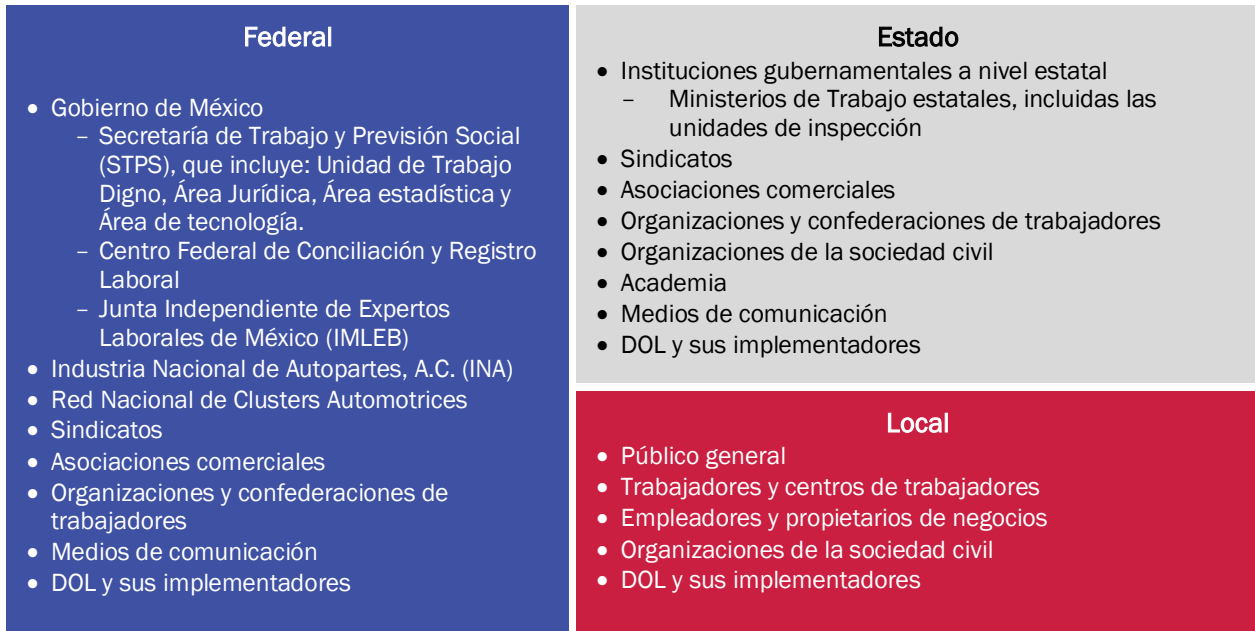 Federal
• Gobierno de México
– Secretaría de Trabajo y Previsión Social
(STPS), que incluye: Unidad de Trabajo
Digno, Área Jurídica, Área estadística y
Área de tecnología.
– Centro Federal de Conciliación y Registro
Laboral
– Junta Independiente de Expertos
Laborales de México (IMLEB)
• Industria Nacional de Autopartes, A.C. (INA)
• Red Nacional de Clusters Automotrices
• Sindicatos
• Asociaciones comerciales
• Organizaciones y confederaciones de
trabajadores
• Medios de comunicación
• DOL y sus implementadores
Estado
• Instituciones gubernamentales a nivel estatal
– Ministerios de Trabajo estatales, incluidas las
unidades de inspección
• Sindicatos
• Asociaciones comerciales
• Organizaciones y confederaciones de trabajadores
• Organizaciones de la sociedad civil
• Academia
• Medios de comunicación
• DOL y sus implementadores
Local
• Público general
• Trabajadores y centros de trabajadores
• Empleadores y propietarios de negocios
• Organizaciones de la sociedad civil
• DOL y sus implementadores